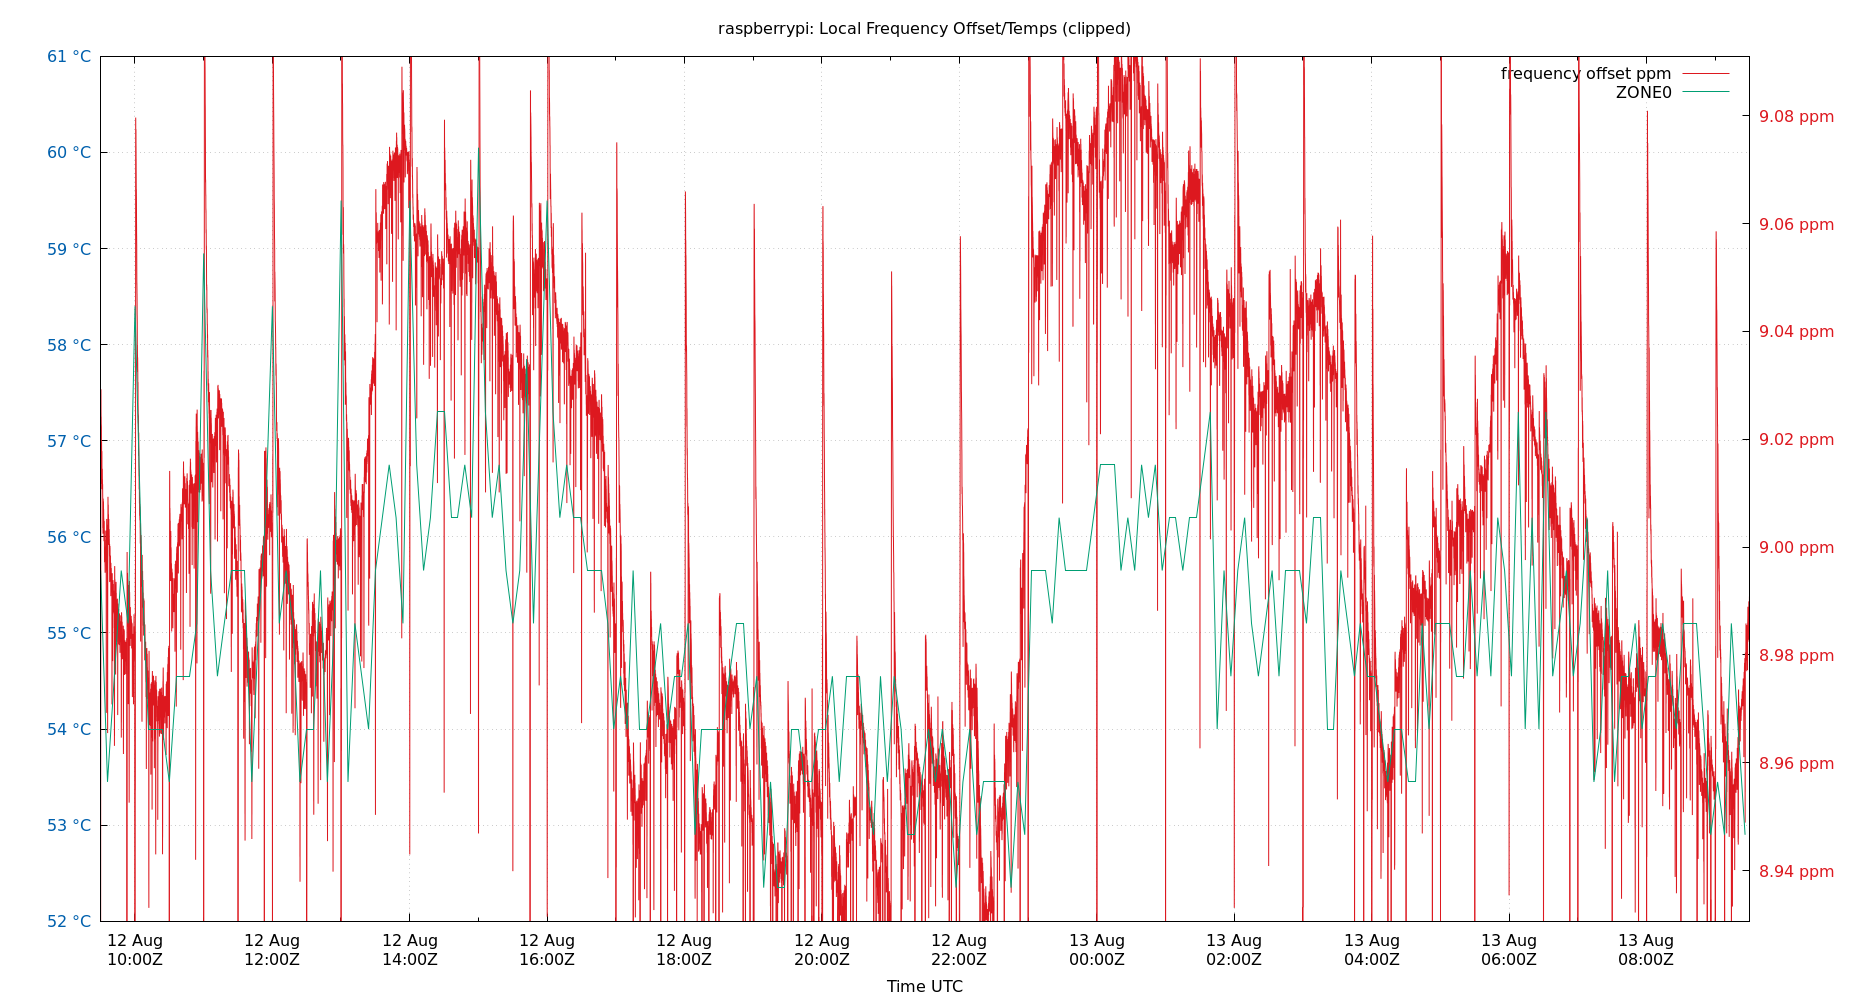 raspberrypi: Local Frequency Offset/Temps (clipped)
61 °C
60 °C
59 °C
58 °C
57 °C
56 °C
55 °C
54 °C
53 °C
52 °C
frequency offset ppm
ZONE0
9.08 ppm
9.06 ppm
9.04 ppm
9.02 ppm
9.00 ppm
8.98 ppm
8.96 ppm
8.94 ppm
12 Aug
10:00Z
12 Aug
12:00Z
12 Aug
14:00Z
12 Aug
16:00Z
12 Aug
18:00Z
12 Aug
20:00Z
12 Aug
22:00Z
13 Aug
00:00Z
13 Aug
02:00Z
13 Aug
04:00Z
13 Aug
06:00Z
13 Aug
08:00Z
Time UTC